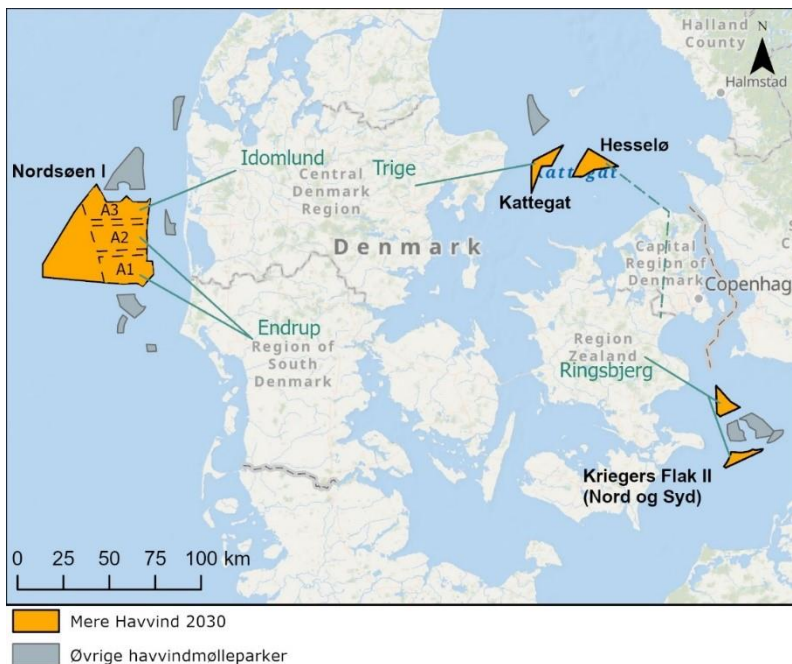 Halland
County
N
Halmstad
Nordsøen I
Idomlund
Trige
Hesselø
Kattegat
Central
Denmark
Region
Kattegat
A3
A2
A1
Denmark
Capital
Region of
Denmark
Copenhag
Endrup
Region of
South
Denmark
Region
Zealand
Ringsbjerg
Kriegers Flak II
(Nord og Syd)
0 25 50 75 100 km
Mere Havvind 2030
Øvrige havvindmølleparker